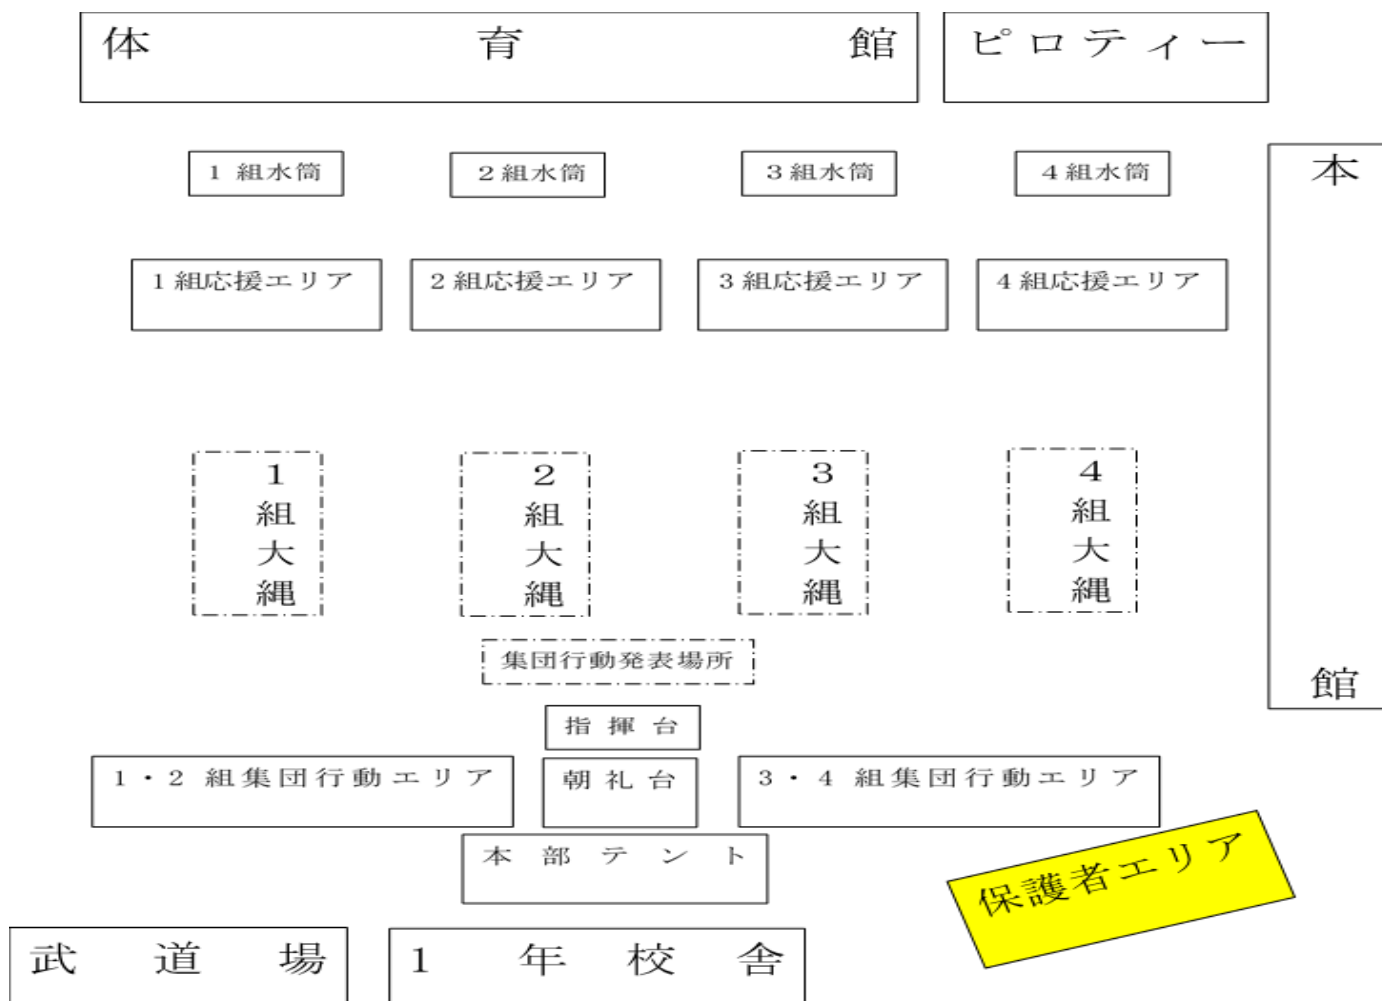 体育館
ピロティー
1組水筒
2組水筒
3組水筒
4組水筒
本館
1組応援エリア
2組応援エリア
3組応援エリア
4組応援エリア
1組大縄
2組大縄
3組大縄
4組大縄
集団行動発表場所
指揮台
1・2組集団行動エリア
朝礼台
3・4組集団行動エリア
本部テント
保護者エリア
武道場
1年校舎